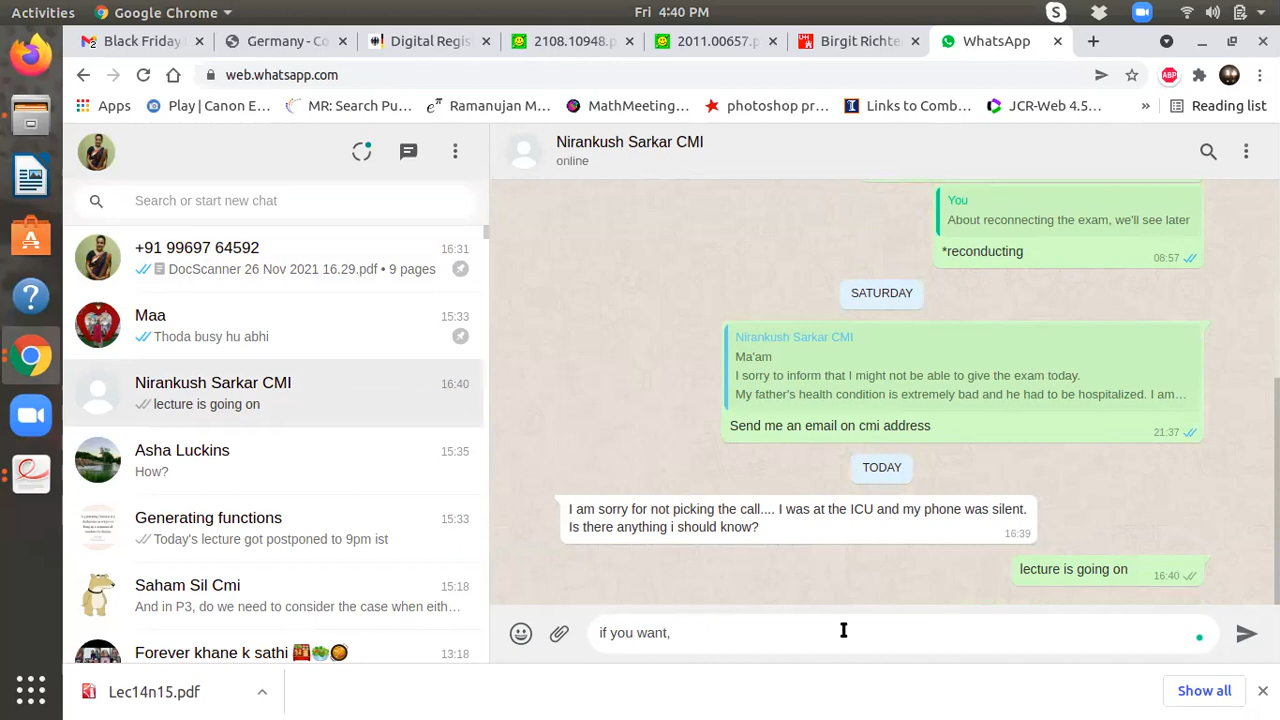 Activities
Google Chrome
Fri 4:40 PM
Black Friday
Germany - Co
Digital Regis
2108.10948.p
2011.00657.p
Birgit Richte
WhatsApp
web.whatsapp.com
ABP
Apps
Play | Canon E...
MR: Search Pu...
Ramanujan M...
MathMeeting...
photoshop pr...
Links to Comb...
JCR-Web 4.5...
»
Reading list
Search or start new chat
+91 99697 64592
16:31
DocScanner 26 Nov 2021 16.29.pdf • 9 pages
Maa
15:33
Thoda busy hu abhi
Nirankush Sarkar CMI
16:40
lecture is going on
Asha Luckins
15:35
How?
Generating functions
15:33
Today's lecture got postponed to 9pm ist
Saham Sil Cmi
15:18
And in P3, do we need to consider the case when eith...
Forever khane k sathi
13:18
Nirankush Sarkar CMI
online
You
About reconnecting the exam, we'll see later
*reconducting
08:57
SATURDAY
Nirankush Sarkar CMI
Ma'am
I sorry to inform that I might not be able to give the exam today.
My father's health condition is extremely bad and he had to be hospitalized. I am...
Send me an email on cmi address
21:37
TODAY
I am sorry for not picking the call.... I was at the ICU and my phone was silent.
Is there anything i should know?
16:39
lecture is going on
16:40
if you want,
Lec14n15.pdf
Show all